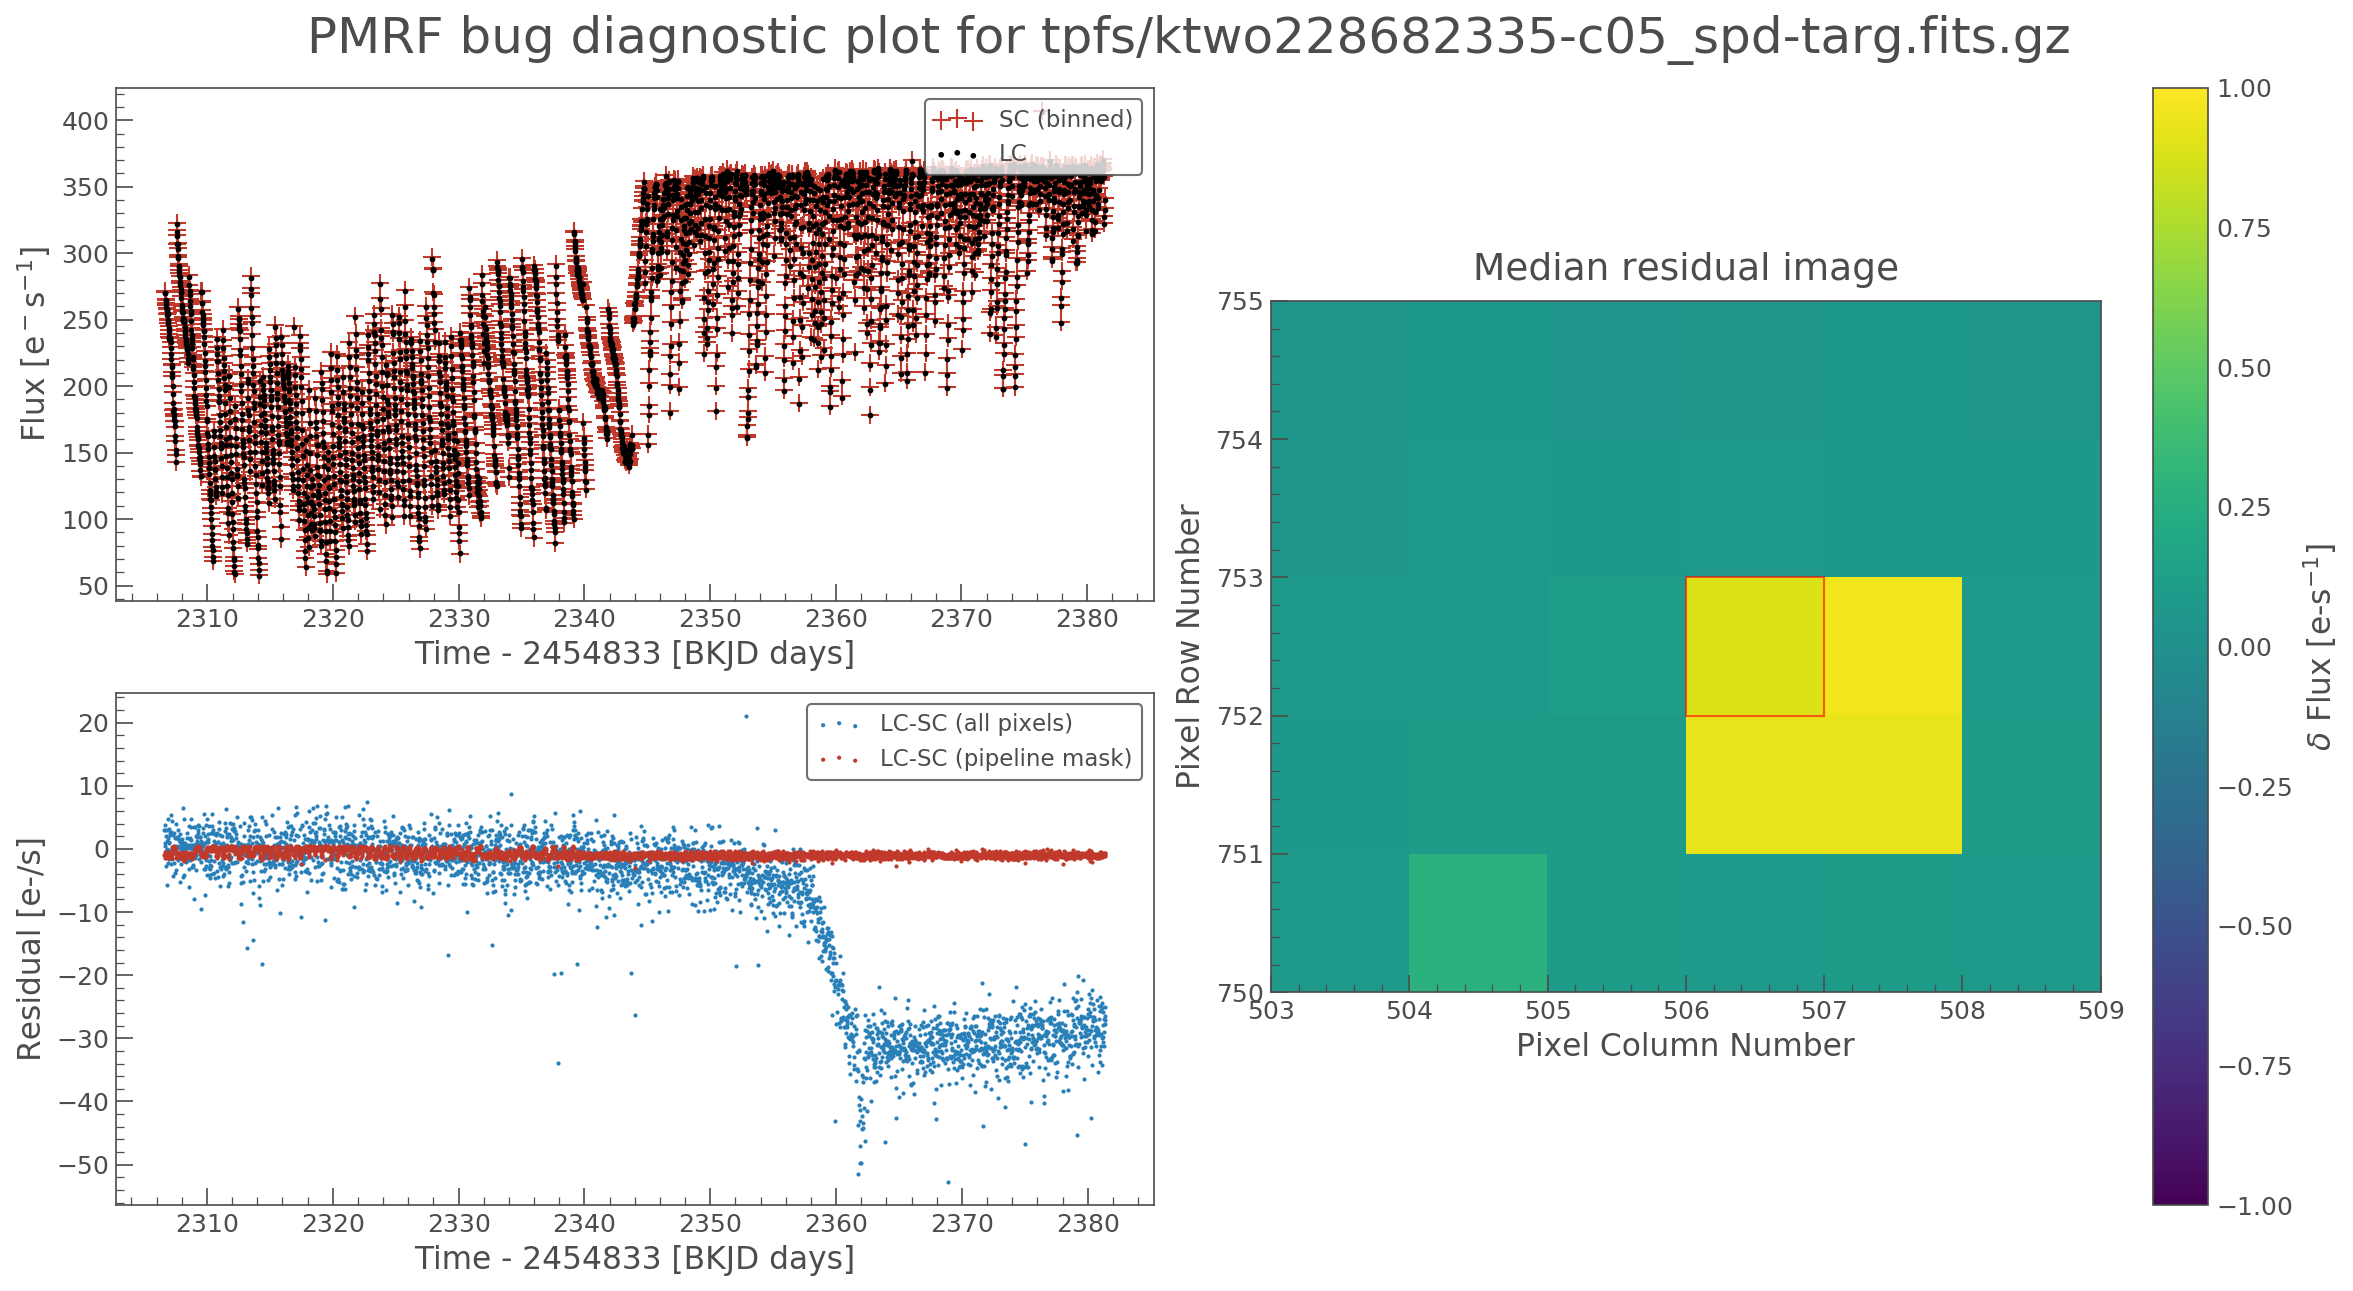 PMRF bug diagnostic plot for tpfs/ktwo228682335-c05_spd-targ.fits.gz
SC (binned)
LC
400
350
300
250
200
150
100
50
Flux [e⁻ s⁻¹]
2310 2320 2330 2340 2350 2360 2370 2380
Time - 2454833 [BKJD days]
LC-SC (all pixels)
LC-SC (pipeline mask)
20
10
0
−10
−20
−30
−40
−50
Residual [e-/s]
2310 2320 2330 2340 2350 2360 2370 2380
Time - 2454833 [BKJD days]
Median residual image
755
754
753
752
751
750
Pixel Row Number
503 504 505 506 507 508 509
Pixel Column Number
1.00
0.75
0.50
0.25
0.00
−0.25
−0.50
−0.75
−1.00
δ Flux [e-s⁻¹]